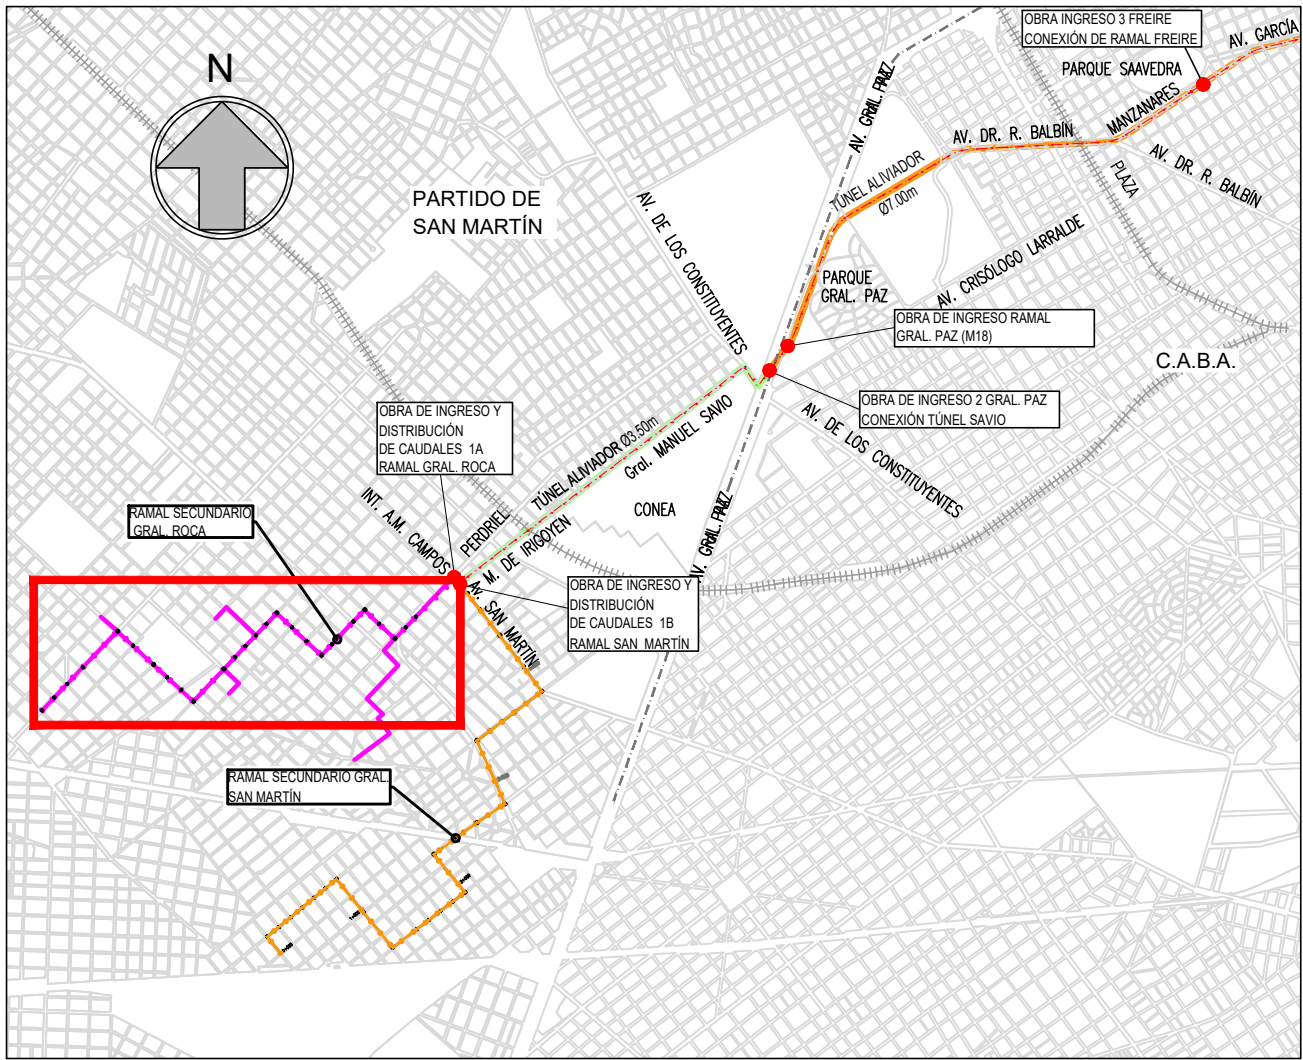 OBRA INGRESO 3 FREIRE
CONEXIÓN DE RAMAL FREIRE
AV. GARCÍA
PARQUE SAAVEDRA
N
AV. GRAL. PAZ
MANZANARES
AV. DR. R. BALBÍN
AV. DR. R. BALBÍN
PLAZA
TÚNEL ALIVIADOR
Ø7.00m
PARTIDO DE
SAN MARTÍN
AV. DE LOS CONSTITUYENTES
AV. CRISÓLOGO LARRALDE
PARQUE
GRAL. PAZ
OBRA DE INGRESO RAMAL
GRAL. PAZ (M18)
C.A.B.A.
OBRA DE INGRESO 2 GRAL. PAZ
CONEXIÓN TÚNEL SAVIO
AV. DE LOS CONSTITUYENTES
OBRA DE INGRESO Y
DISTRIBUCIÓN
DE CAUDALES 1A
RAMAL GRAL. ROCA
TÚNEL ALIVIADOR Ø3.50m
Gral. MANUEL SAVIO
CONEA
INT. A.M. CAMPOS
PERDRIEL
M. DE IRIGOYEN
AV. GRAL. PAZ
RAMAL SECUNDARIO
GRAL. ROCA
AV. SAN MARTÍN
OBRA DE INGRESO Y
DISTRIBUCIÓN
DE CAUDALES 1B
RAMAL SAN MARTÍN
RAMAL SECUNDARIO GRAL.
SAN MARTÍN